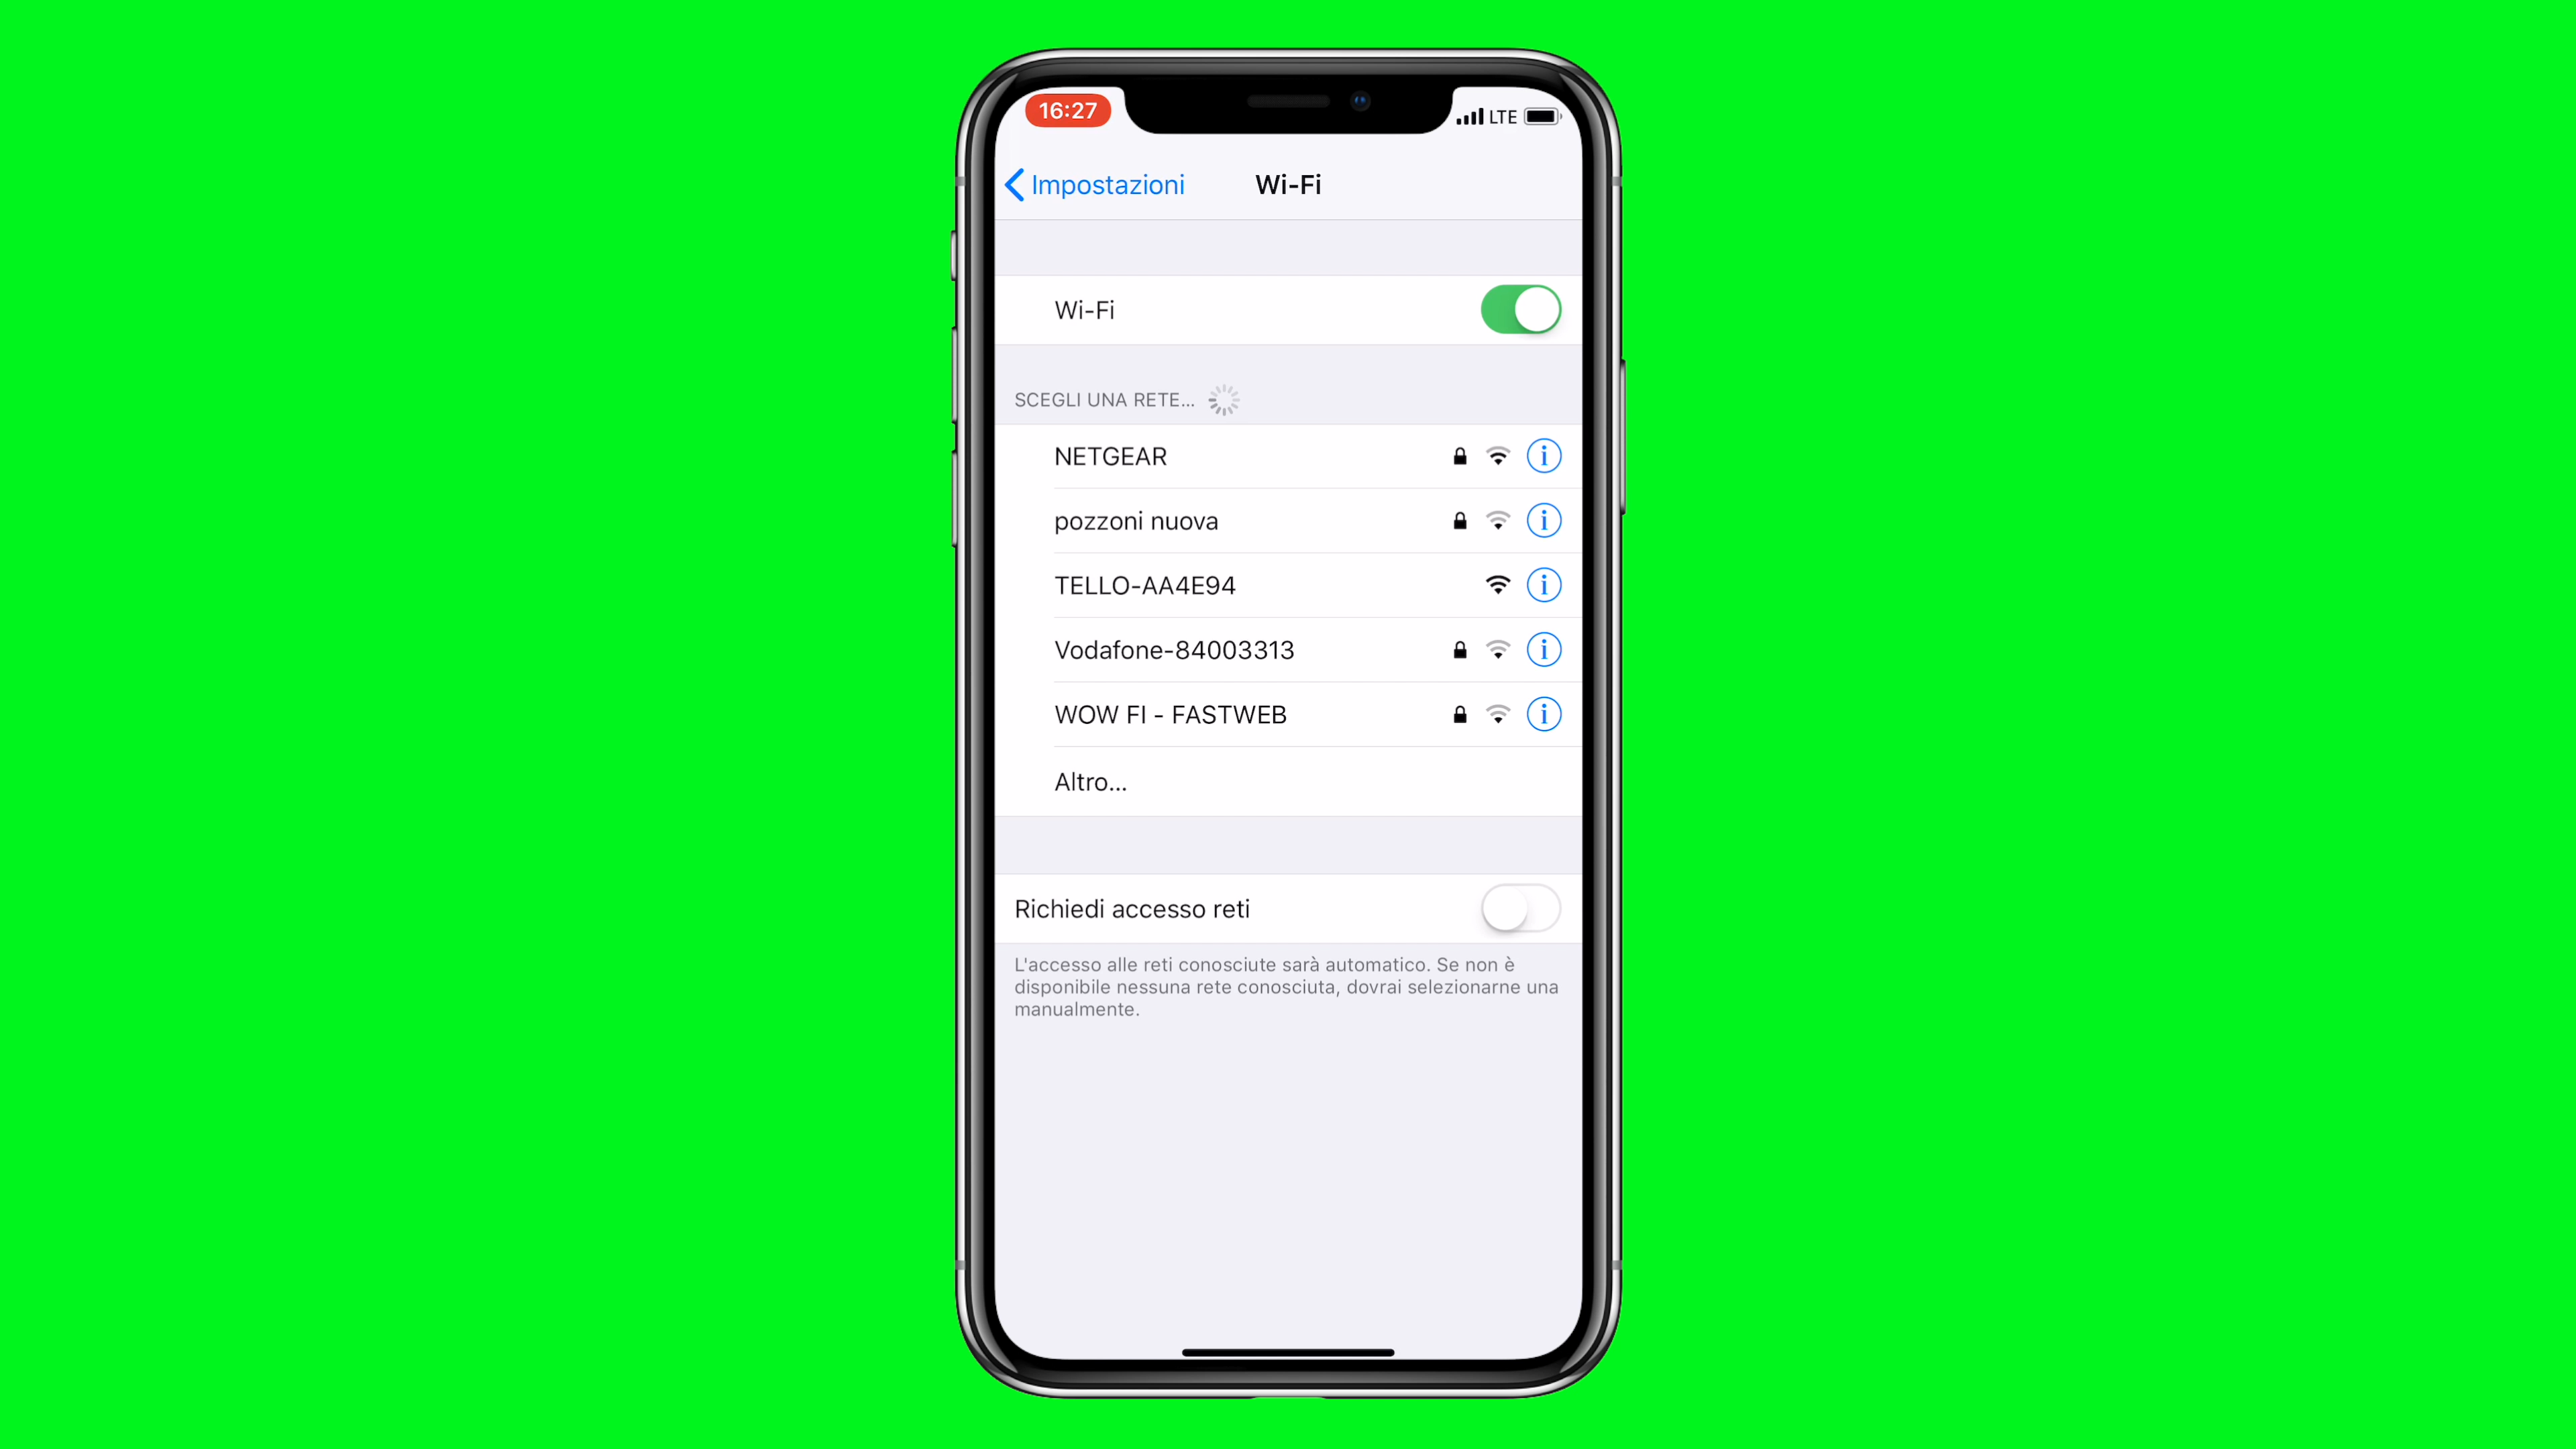 16:27
LTE
Impostazioni
Wi-Fi
Wi-Fi
SCEGLI UNA RETE...
NETGEAR
pozzoni nuova
TELLO-AA4E94
Vodafone-84003313
WOW FI - FASTWEB
Altro...
Richiedi accesso reti
L'accesso alle reti conosciute sarà automatico. Se non è
disponibile nessuna rete conosciuta, dovrai selezionarne una
manualmente.